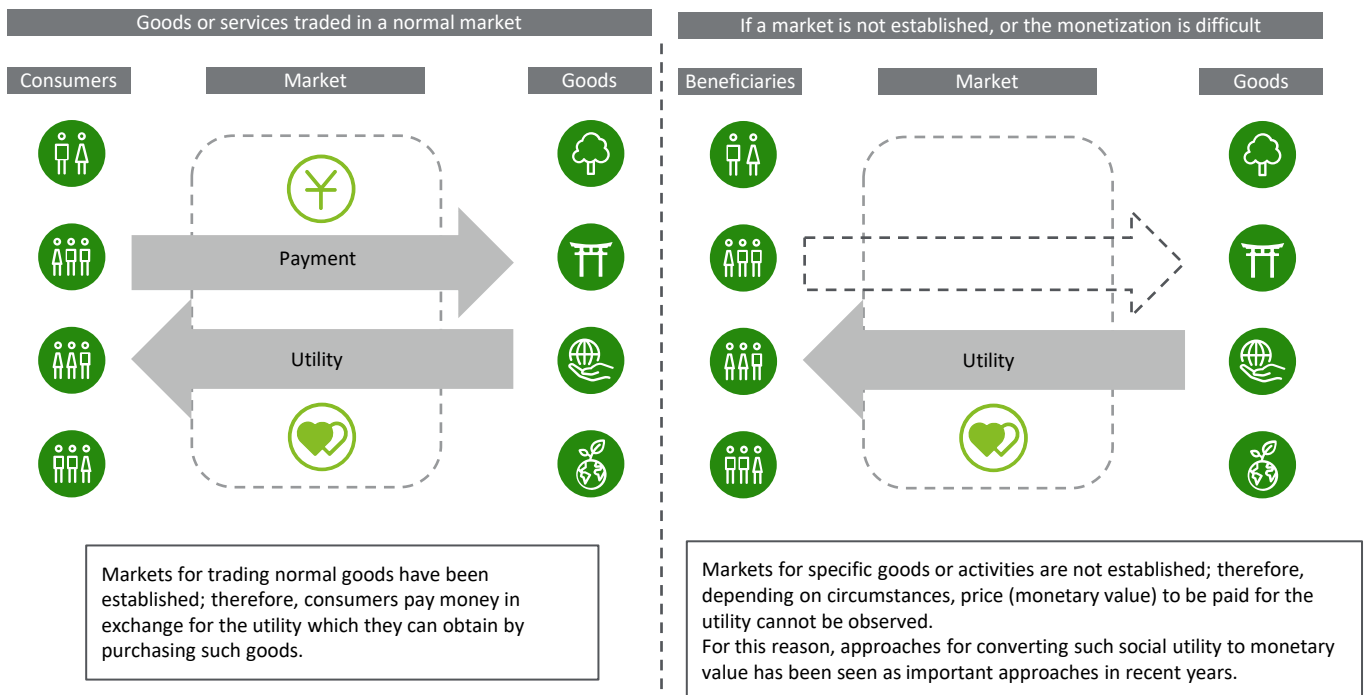 Goods or services traded in a normal market
Consumers
Market
Goods
Payment
Utility
Markets for trading normal goods have been
established; therefore, consumers pay money in
exchange for the utility which they can obtain by
purchasing such goods.
If a market is not established, or the monetization is difficult
Beneficiaries
Market
Goods
Utility
Markets for specific goods or activities are not established; therefore,
depending on circumstances, price (monetary value) to be paid for the
utility cannot be observed.
For this reason, approaches for converting such social utility to monetary
value has been seen as important approaches in recent years.